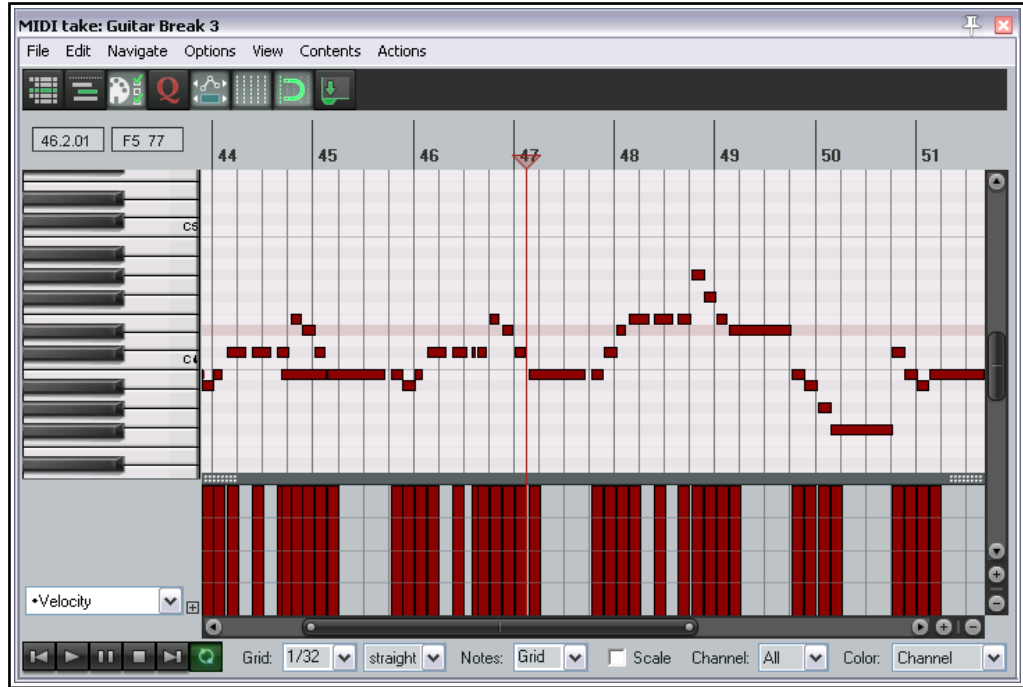 MIDI take: Guitar Break 3
File Edit Navigate Options View Contents Actions
Q
46.2.01 F5 77
44 45 46 47 48 49 50 51
C5
C4
•Velocity
Grid: 1/32 straight Notes: Grid Scale Channel: All Color: Channel